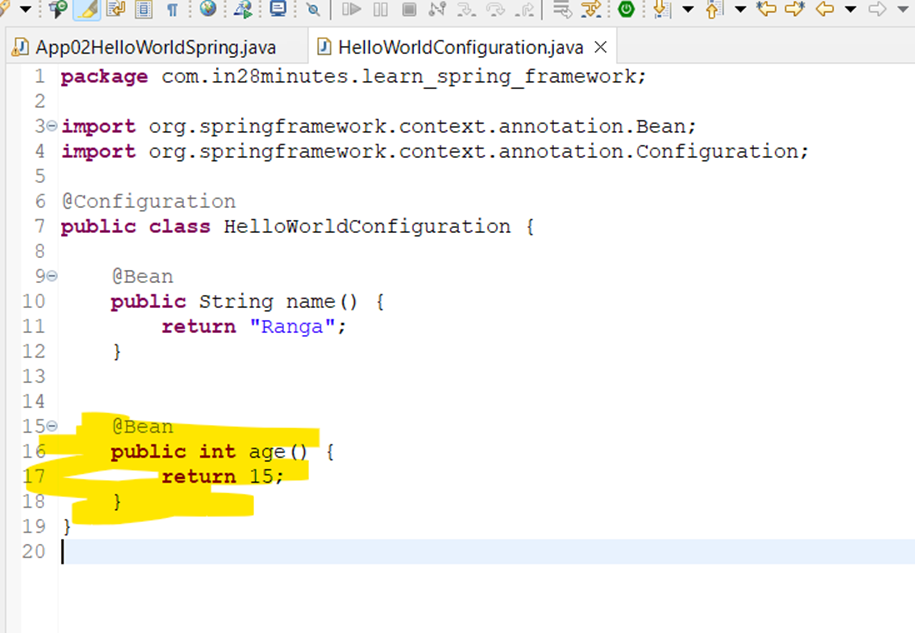 App02HelloWorldSpring.java HelloWorldConfiguration.java
1 package com.in28minutes.learn_spring_framework;
2
3 import org.springframework.context.annotation.Bean;
4 import org.springframework.context.annotation.Configuration;
5
6 @Configuration
7 public class HelloWorldConfiguration {
8
9 @Bean
10 public String name() {
11 return "Ranga";
12 }
13
14
15 @Bean
16 public int age() {
17 return 15;
18 }
19 }
20